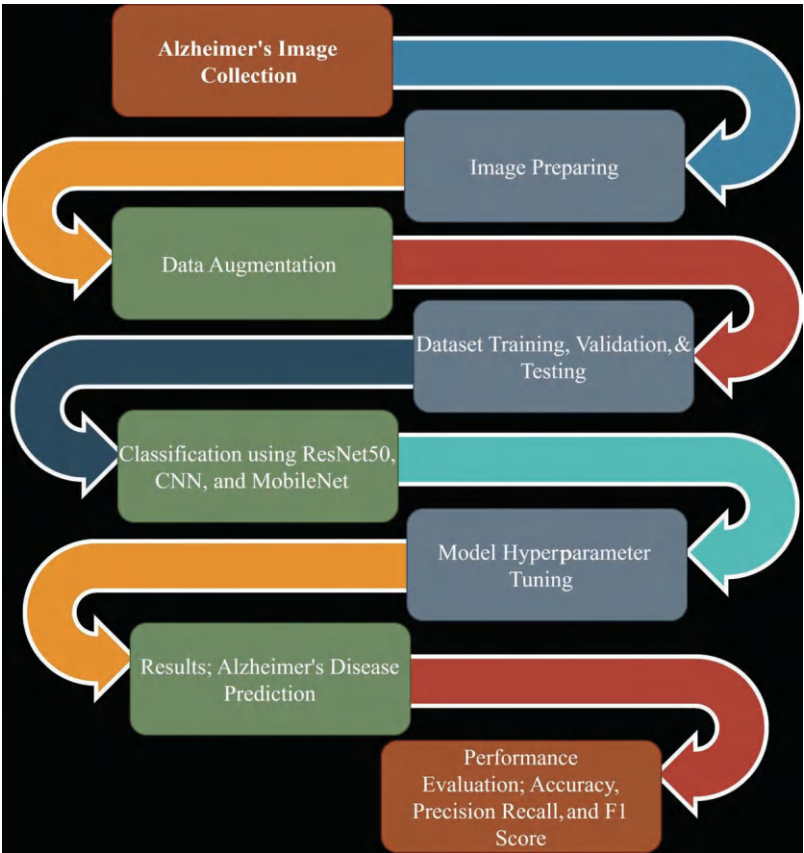 Alzheimer's Image
Collection
Image Preparing
Data Augmentation
Dataset Training, Validation, &
Testing
Classification using ResNet50,
CNN, and MobileNet
Model Hyperparameter
Tuning
Results; Alzheimer's Disease
Prediction
Performance
Evaluation; Accuracy,
Precision Recall, and F1
Score